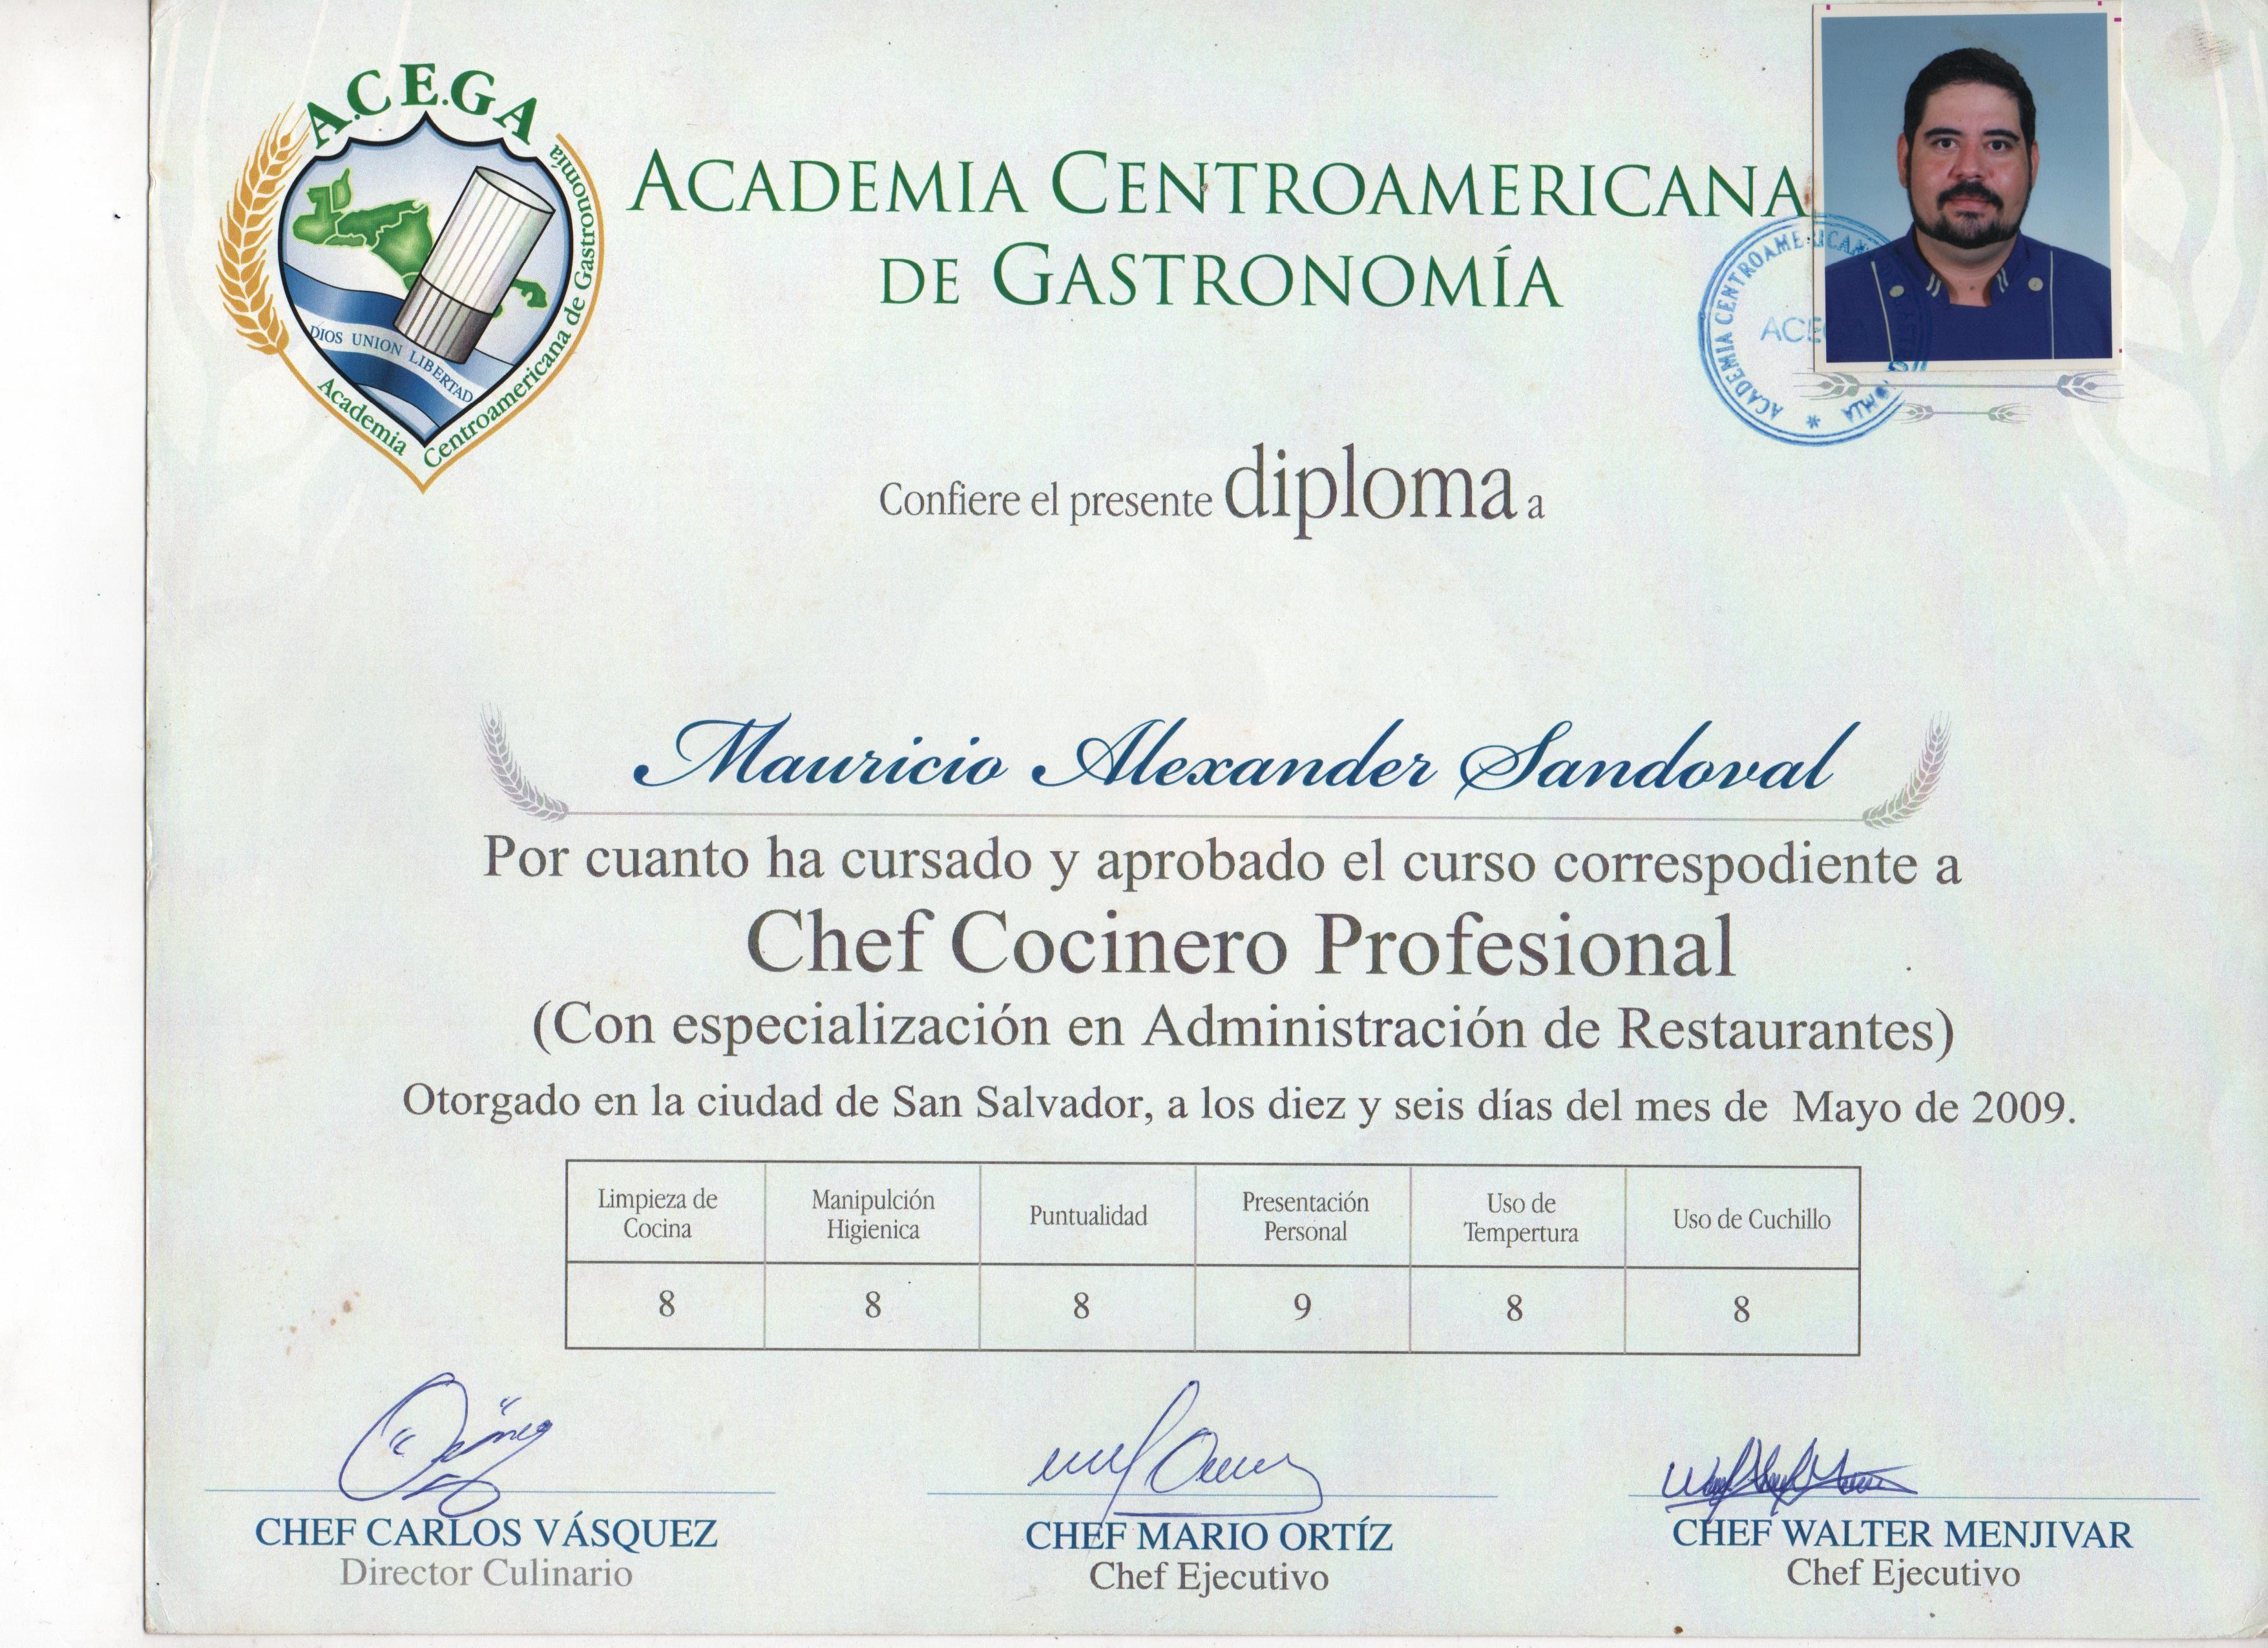 A.C.E.G.A
Academia Centroamericana de Gastronomía
DIOS UNION LIBERTAD
ACADEMIA CENTROAMERICANA
DE GASTRONOMÍA
ACADEMIA CENTROAMERICAN
Confiere el presente diploma a
Mauricio Alexander Sandoval
Por cuanto ha cursado y aprobado el curso correspodiente a
Chef Cocinero Profesional
(Con especialización en Administración de Restaurantes)
Otorgado en la ciudad de San Salvador, a los diez y seis días del mes de Mayo de 2009.
Limpieza de Cocina Manipulción Higienica Puntualidad Presentación Personal Uso de Tempertura Uso de Cuchillo
8 8 8 9 8 8
CHEF CARLOS VÁSQUEZ CHEF MARIO ORTÍZ CHEF WALTER MENJIVAR
Director Culinario Chef Ejecutivo Chef Ejecutivo